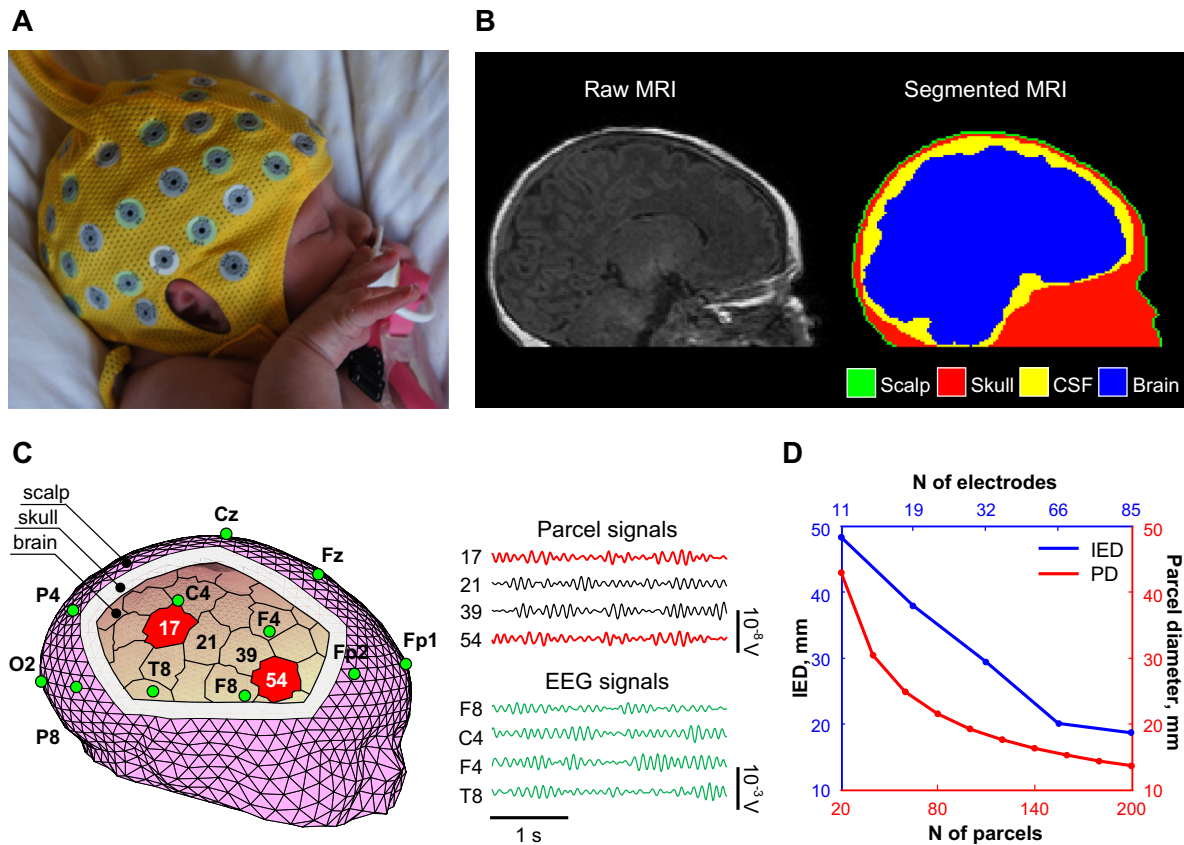 A
B
Raw MRI
Segmented MRI
Scalp Skull CSF Brain
C
scalp
skull
brain
Cz
Fz
P4
C4
F4
17
21
39
Fp2
Fp1
O2
T8
F8
54
P8
Parcel signals
17
21
39
54
10-8 V
EEG signals
F8
C4
F4
T8
10-3 V
1 s
D
N of electrodes
11 19 32 66 85
50
40
30
20
10
IED, mm
IED
PD
50
40
30
20
10
Parcel diameter, mm
20 80 140 200
N of parcels